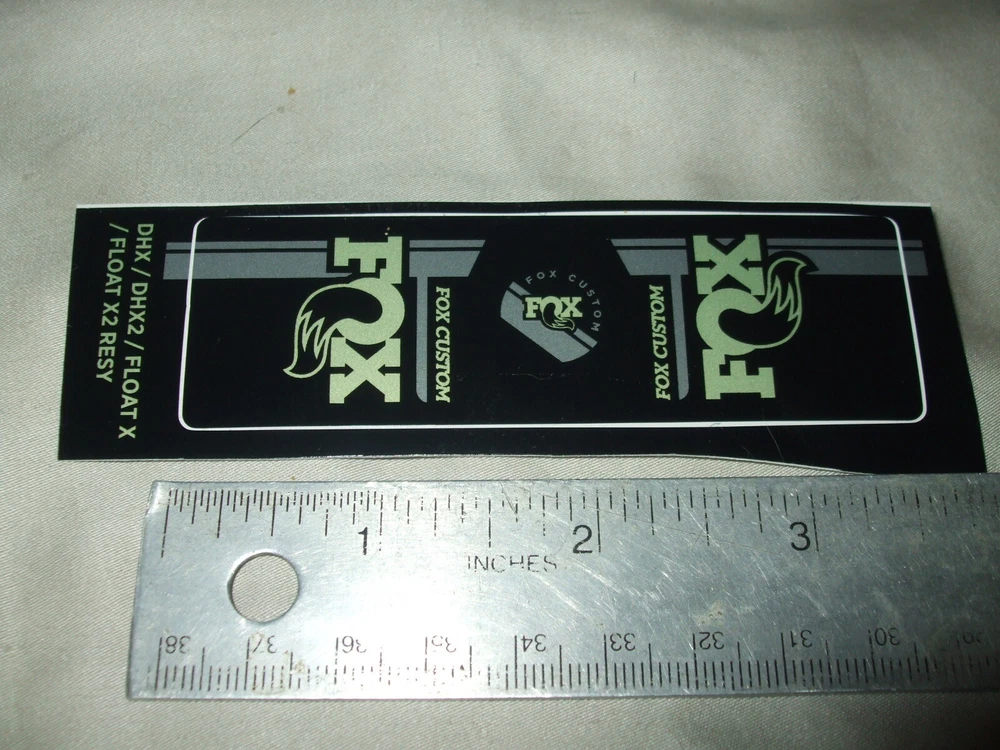 DHX / DHX2 / FLOAT X
/ FLOAT X2 RESY
FOX
FOX CUSTOM
FOX CUSTOM
FOX
FOX CUSTOM
FOX
1 2 3
INCHES
38 37 36 35 34 33 32 31 30